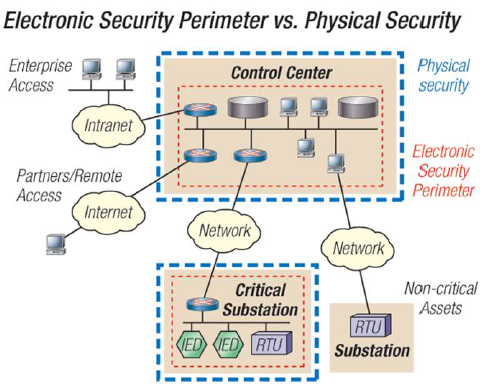 Electronic Security Perimeter vs. Physical Security
Enterprise
Access
Control Center
Physical
security
Intranet
Electronic
Security
Perimeter
Partners/Remote
Access
Internet
Network
Network
Critical
Substation
Non-critical
Assets
IED
IED
RTU
RTU
Substation